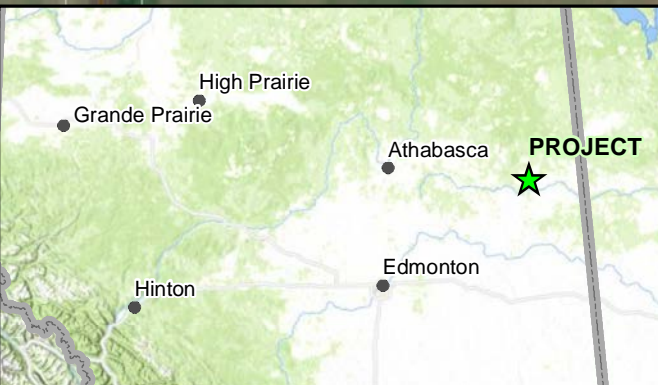 High Prairie
Grande Prairie
Athabasca
PROJECT
Edmonton
Hinton